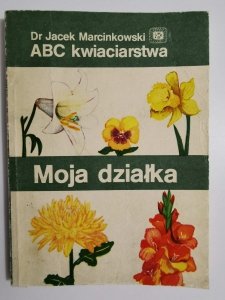 Dr Jacek Marcinkowski
ABC kwiaciarstwa
Moja działka